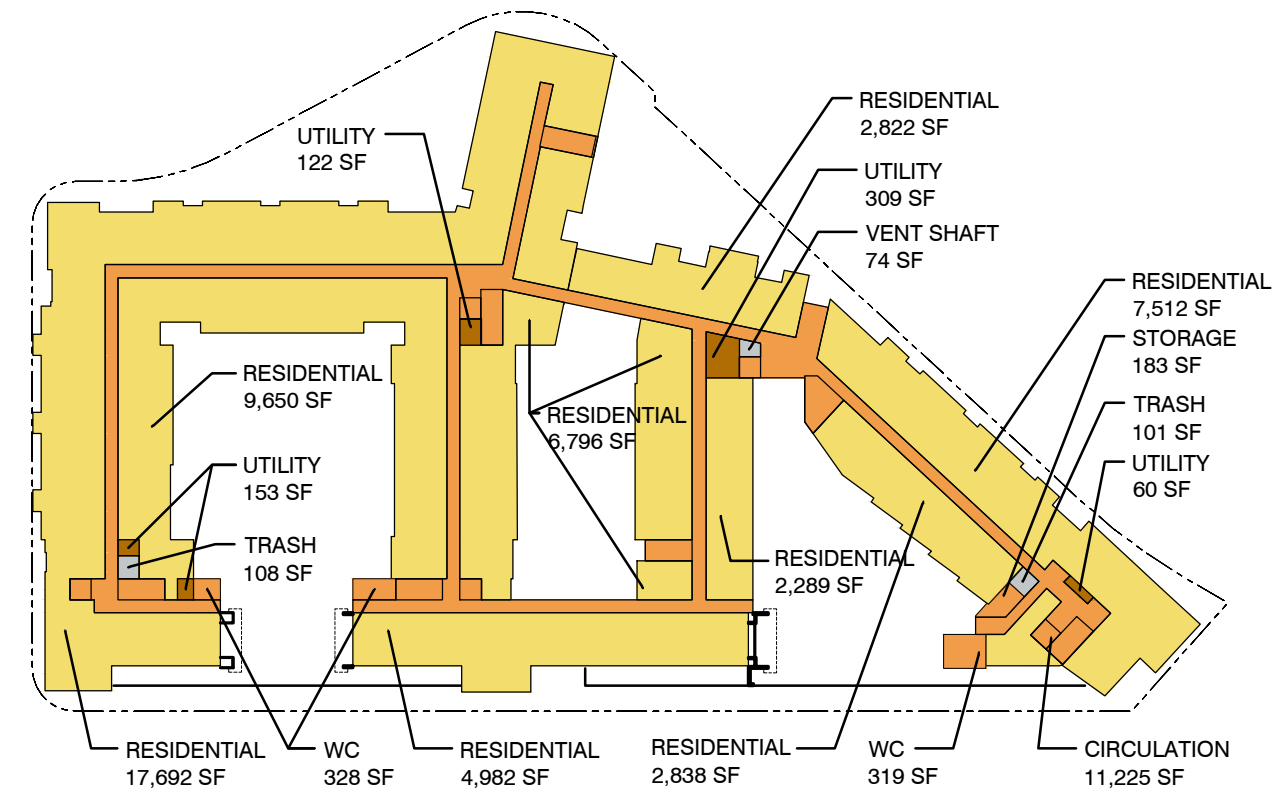 RESIDENTIAL
2,822 SF
UTILITY
122 SF
UTILITY
309 SF
VENT SHAFT
74 SF
RESIDENTIAL
7,512 SF
STORAGE
183 SF
RESIDENTIAL
9,650 SF
TRASH
101 SF
RESIDENTIAL
6,796 SF
UTILITY
153 SF
UTILITY
60 SF
TRASH
108 SF
RESIDENTIAL
2,289 SF
RESIDENTIAL
17,692 SF
WC
328 SF
RESIDENTIAL
4,982 SF
RESIDENTIAL
2,838 SF
WC
319 SF
CIRCULATION
11,225 SF